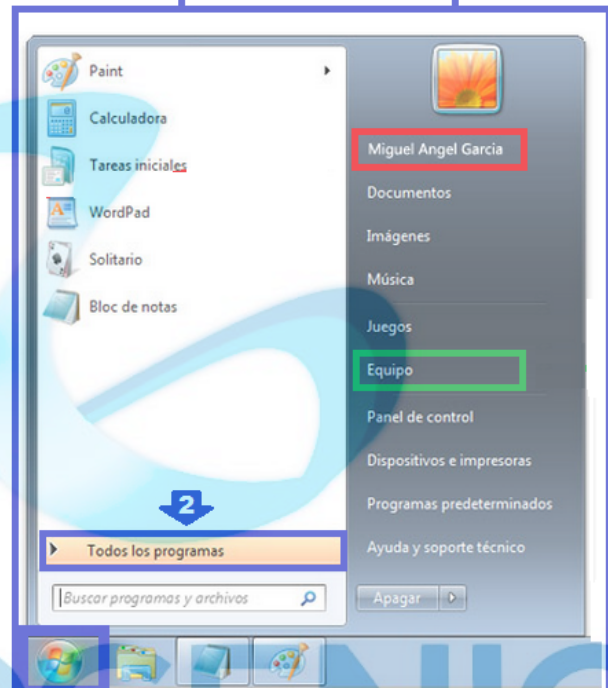 Paint
Calculadora
Tareas iniciales
WordPad
Solitario
Bloc de notas
2
Todos los programas
Buscar programas y archivos
Miguel Angel Garcia
Documentos
Imágenes
Música
Juegos
Equipo
Panel de control
Dispositivos e impresoras
Programas predeterminados
Ayuda y soporte técnico
Apagar